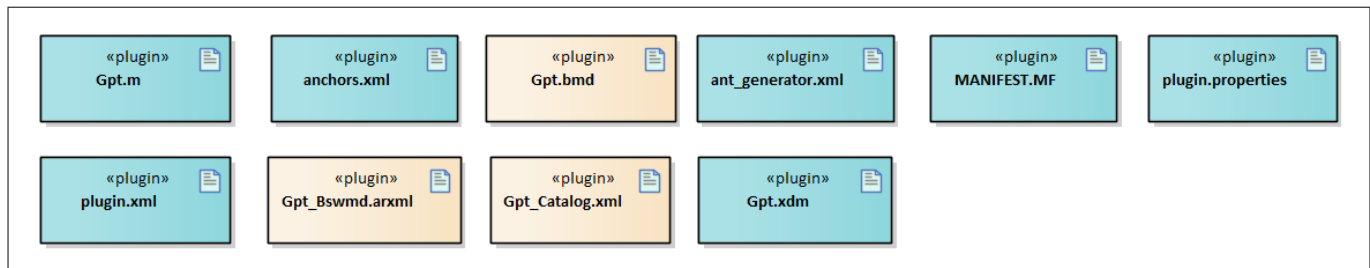 «plugin»
Gpt.m
«plugin»
anchors.xml
«plugin»
Gpt.bmd
«plugin»
ant_generator.xml
«plugin»
MANIFEST.MF
«plugin»
plugin.properties
«plugin»
plugin.xml
«plugin»
Gpt_Bswmd.arxml
«plugin»
Gpt_Catalog.xml
«plugin»
Gpt.xdm